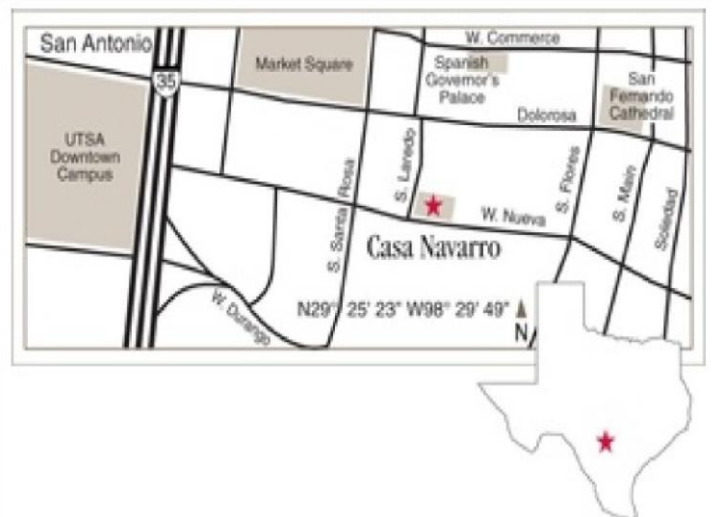 San Antonio
35
W. Commerce
Market Square
Spanish
Governor's
Palace
San
Fernando
Cathedral
Dolorosa
UTSA
Downtown
Campus
S. Laredo
S. Santa Rosa
S. Flores
S. Main
Soledad
W. Nueva
Casa Navarro
W. Durango
N29° 25' 23" W98° 29' 49"
N